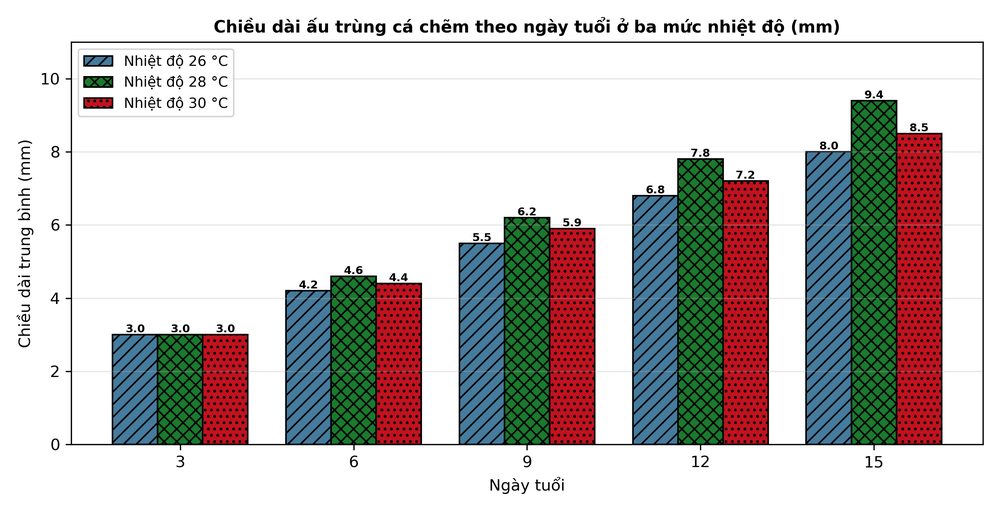 Chiều dài ấu trùng cá chẽm theo ngày tuổi ở ba mức nhiệt độ (mm)
Nhiệt độ 26 °C
Nhiệt độ 28 °C
Nhiệt độ 30 °C
Chiều dài trung bình (mm)
10
8
6
4
2
0
3.0 3.0 3.0
4.2 4.6 4.4
5.5 6.2 5.9
6.8 7.8 7.2
8.0 9.4 8.5
3 6 9 12 15
Ngày tuổi